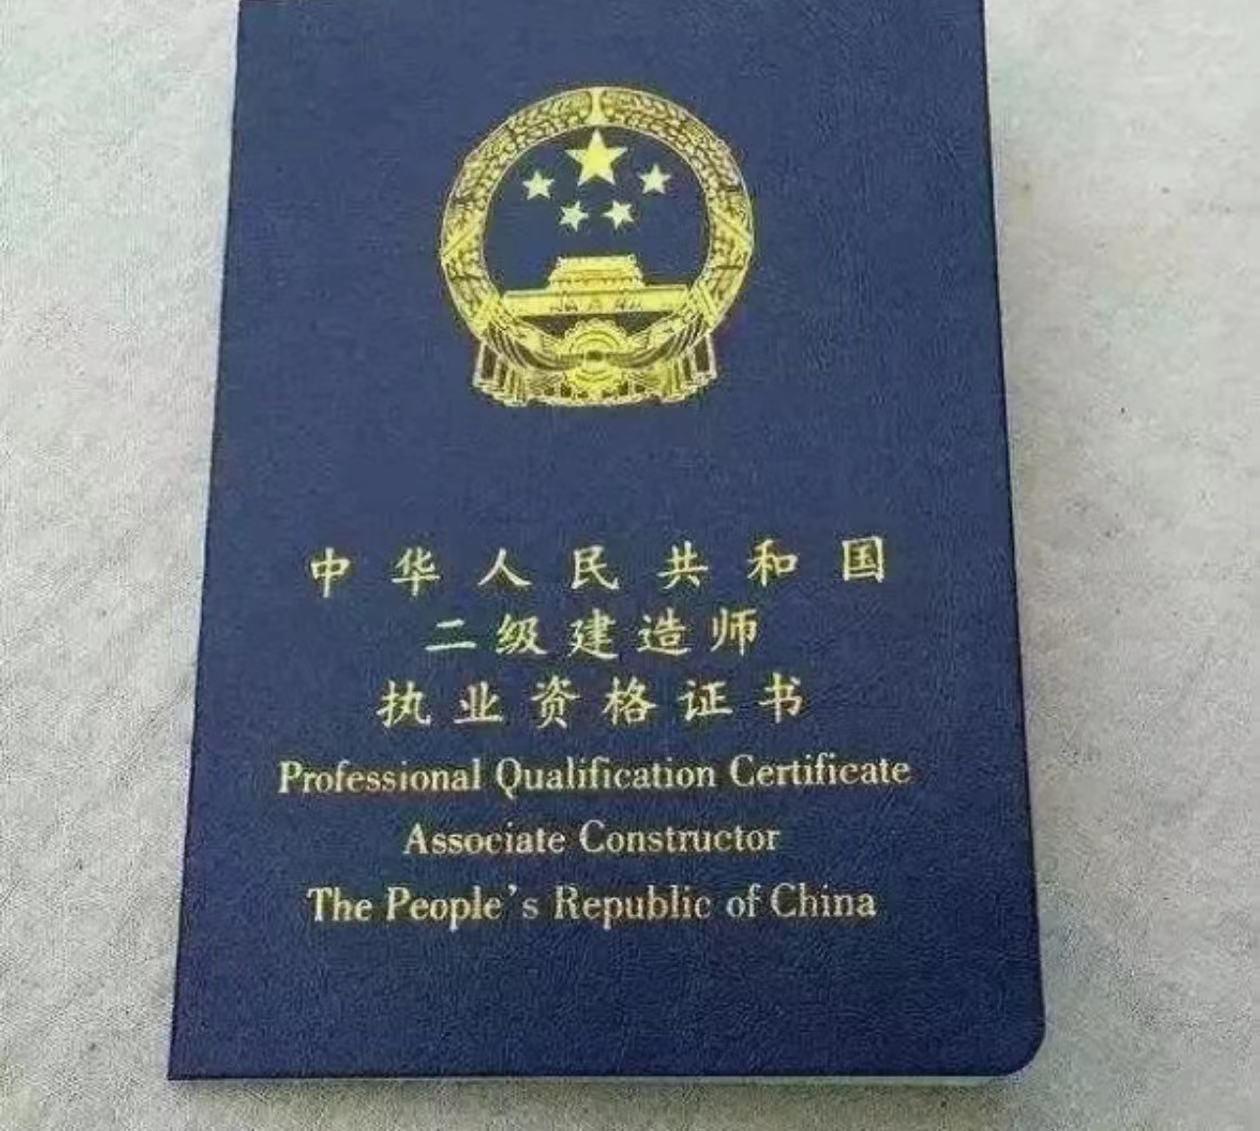 中华人民共和国
二级建造师
执业资格证书
Professional Qualification Certificate
Associate Constructor
The People's Republic of China